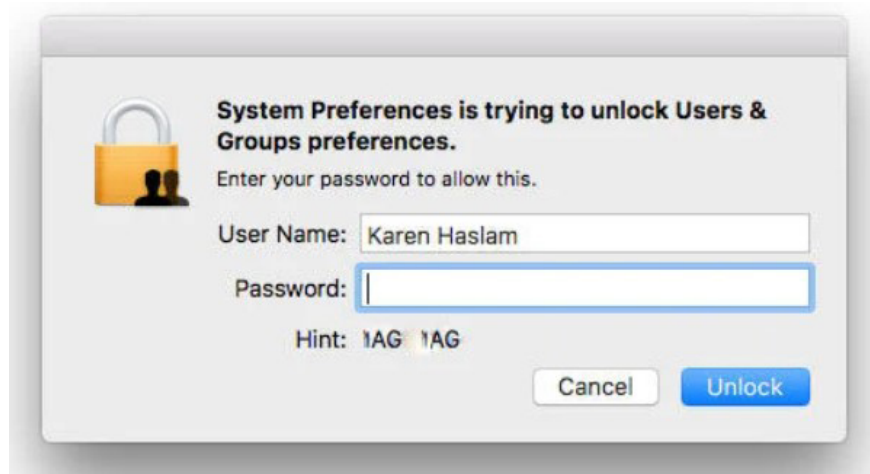 System Preferences is trying to unlock Users &
Groups preferences.
Enter your password to allow this.
User Name: Karen Haslam
Password:
Hint:
Cancel Unlock